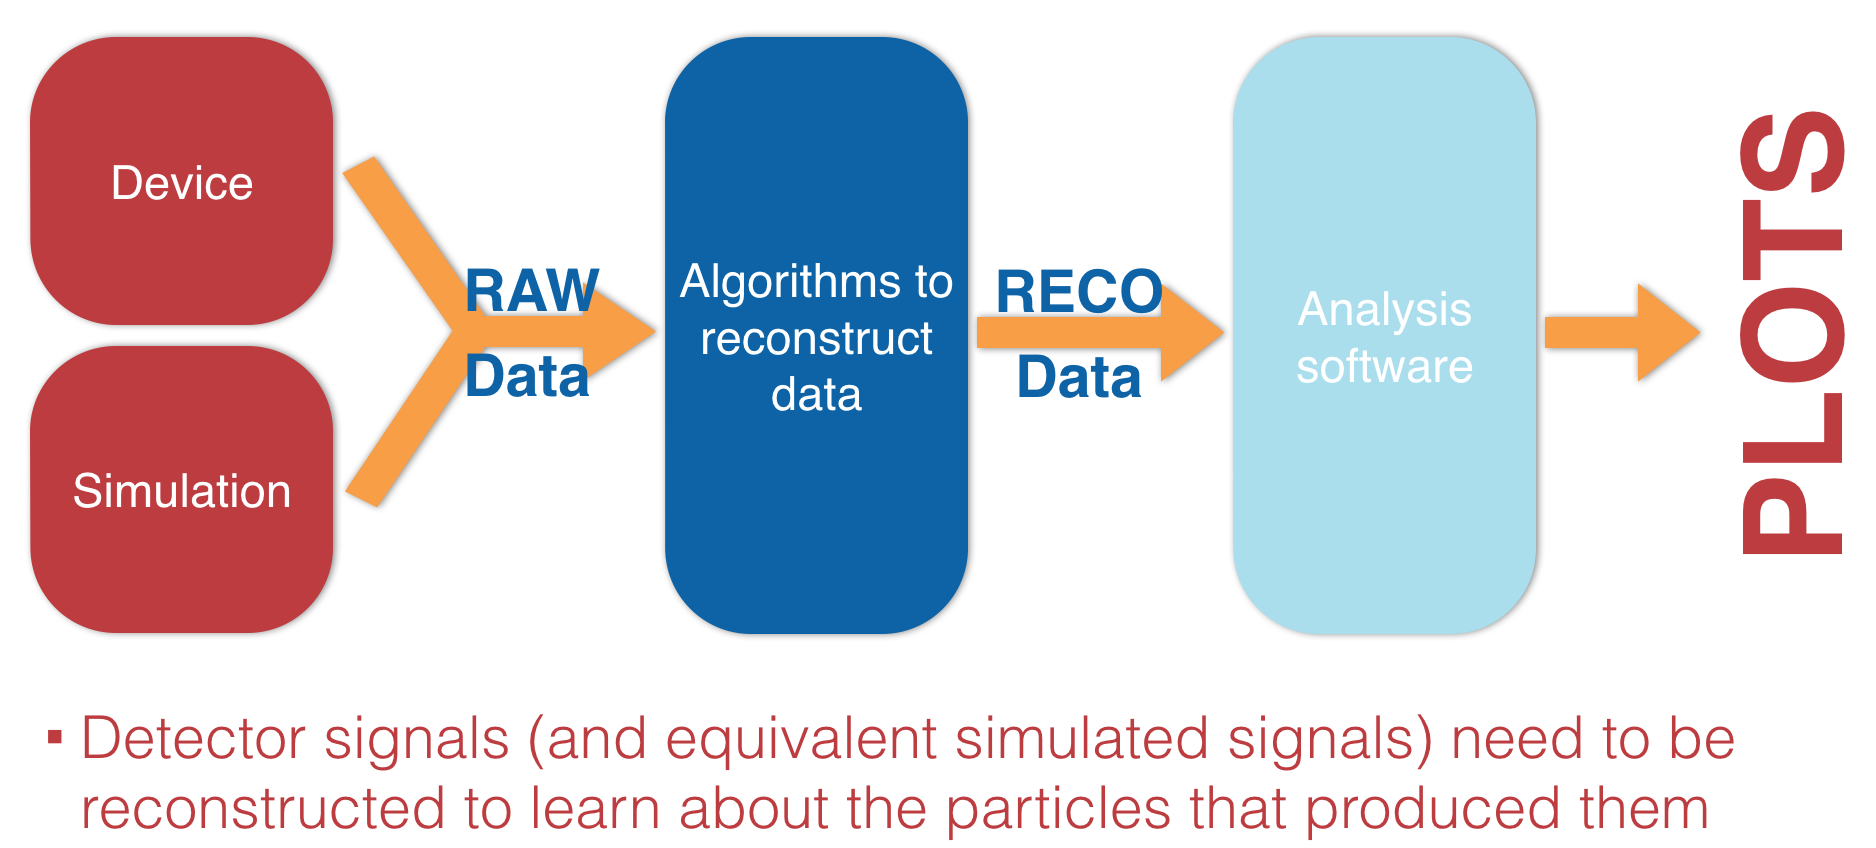 Device
Simulation
RAW
Data
Algorithms to
reconstruct
data
RECO
Data
Analysis
software
PLOTS
▪ Detector signals (and equivalent simulated signals) need to be
reconstructed to learn about the particles that produced them